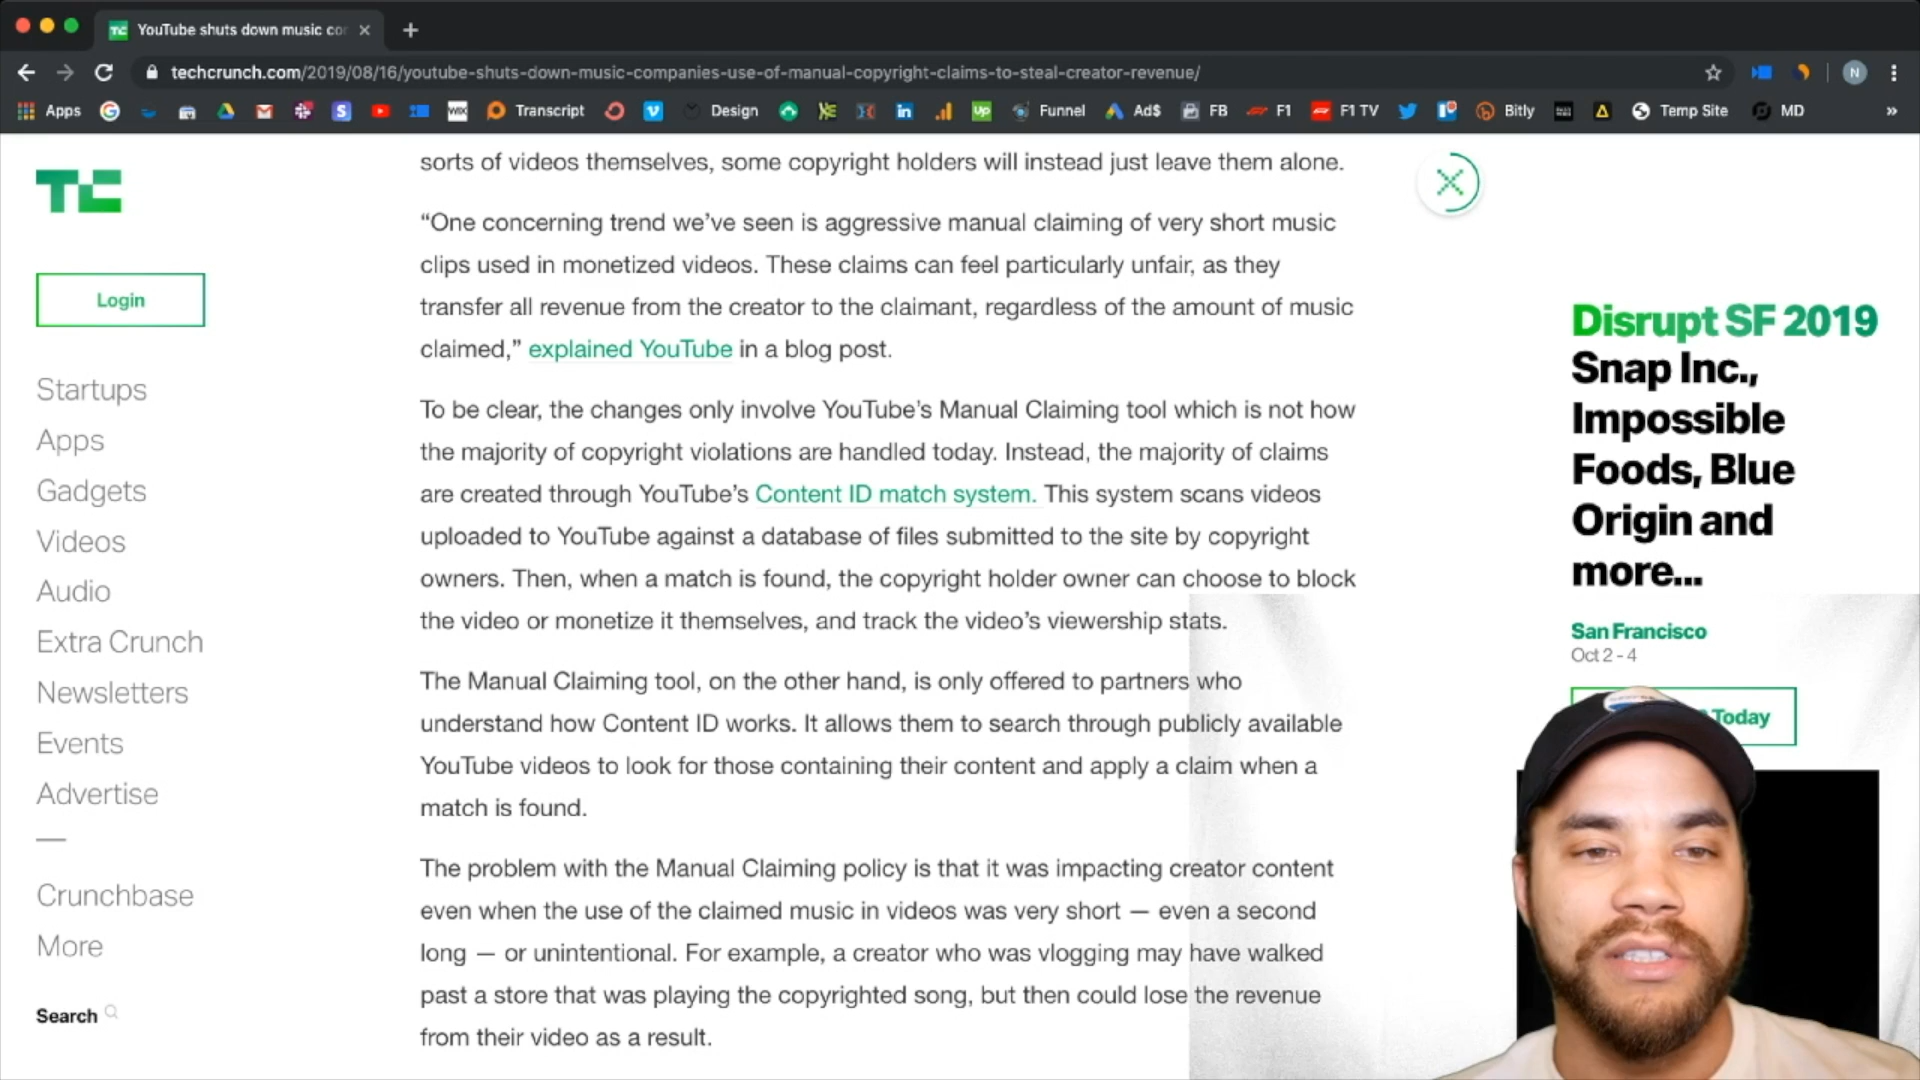 YouTube shuts down music cor
techcrunch.com/2019/08/16/youtube-shuts-down-music-companies-use-of-manual-copyright-claims-to-steal-creator-revenue/
N
Apps
Transcript
Design
Up
Funnel
Ad$
FB
F1
F1 TV
Bitly
Temp Site
MD
TC
Login
Startups
Apps
Gadgets
Videos
Audio
Extra Crunch
Newsletters
Events
Advertise
Crunchbase
More
Search
sorts of videos themselves, some copyright holders will instead just leave them alone.
“One concerning trend we’ve seen is aggressive manual claiming of very short music
clips used in monetized videos. These claims can feel particularly unfair, as they
transfer all revenue from the creator to the claimant, regardless of the amount of music
claimed,” explained YouTube in a blog post.
To be clear, the changes only involve YouTube’s Manual Claiming tool which is not how
the majority of copyright violations are handled today. Instead, the majority of claims
are created through YouTube’s Content ID match system. This system scans videos
uploaded to YouTube against a database of files submitted to the site by copyright
owners. Then, when a match is found, the copyright holder owner can choose to block
the video or monetize it themselves, and track the video’s viewership stats.
The Manual Claiming tool, on the other hand, is only offered to partners who
understand how Content ID works. It allows them to search through publicly available
YouTube videos to look for those containing their content and apply a claim when a
match is found.
The problem with the Manual Claiming policy is that it was impacting creator content
even when the use of the claimed music in videos was very short — even a second
long — or unintentional. For example, a creator who was vlogging may have walked
past a store that was playing the copyrighted song, but then could lose the revenue
from their video as a result.
Disrupt SF 2019
Snap Inc.,
Impossible
Foods, Blue
Origin and
more...
San Francisco
Oct 2 - 4
Today